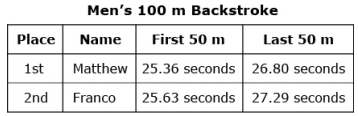 Men's 100 m Backstroke
Place Name First 50 m Last 50 m
1st Matthew 25.36 seconds 26.80 seconds
2nd Franco 25.63 seconds 27.29 seconds